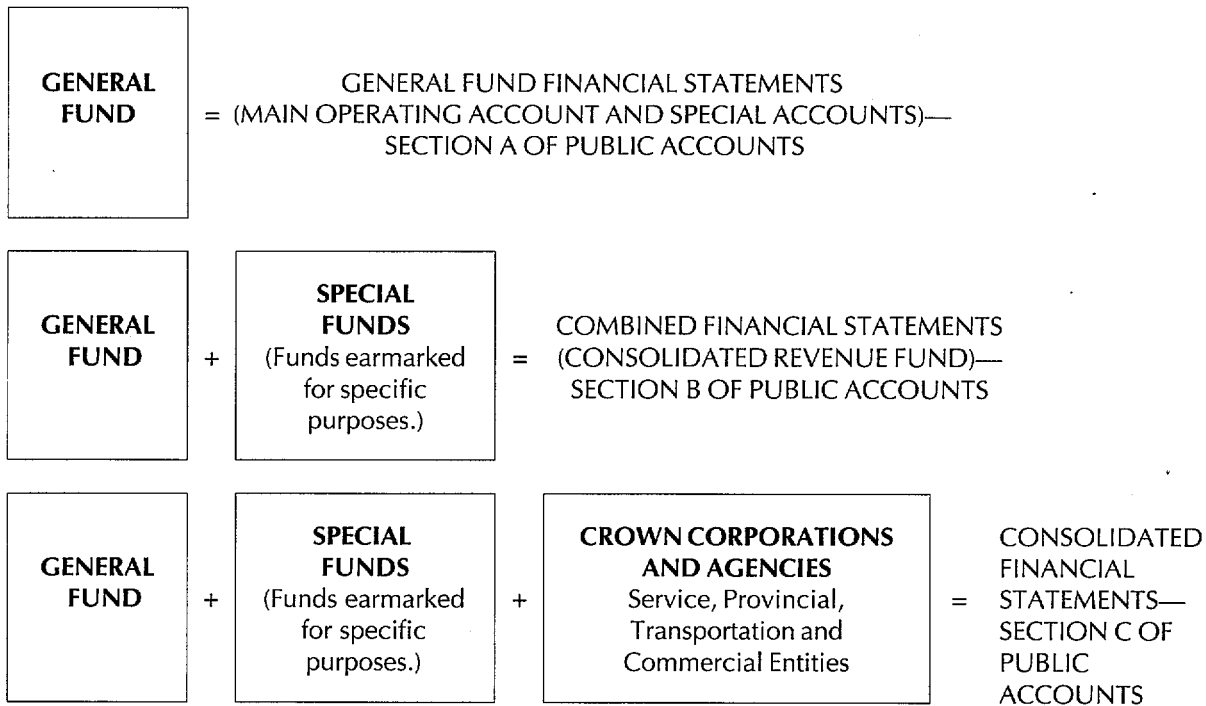 GENERAL
FUND
=
GENERAL FUND FINANCIAL STATEMENTS
(MAIN OPERATING ACCOUNT AND SPECIAL ACCOUNTS)—
SECTION A OF PUBLIC ACCOUNTS
GENERAL
FUND
+
SPECIAL
FUNDS
(Funds earmarked
for specific
purposes.)
=
COMBINED FINANCIAL STATEMENTS
(CONSOLIDATED REVENUE FUND)—
SECTION B OF PUBLIC ACCOUNTS
GENERAL
FUND
+
SPECIAL
FUNDS
(Funds earmarked
for specific
purposes.)
+
CROWN CORPORATIONS
AND AGENCIES
Service, Provincial,
Transportation and
Commercial Entities
=
CONSOLIDATED
FINANCIAL
STATEMENTS—
SECTION C OF
PUBLIC
ACCOUNTS